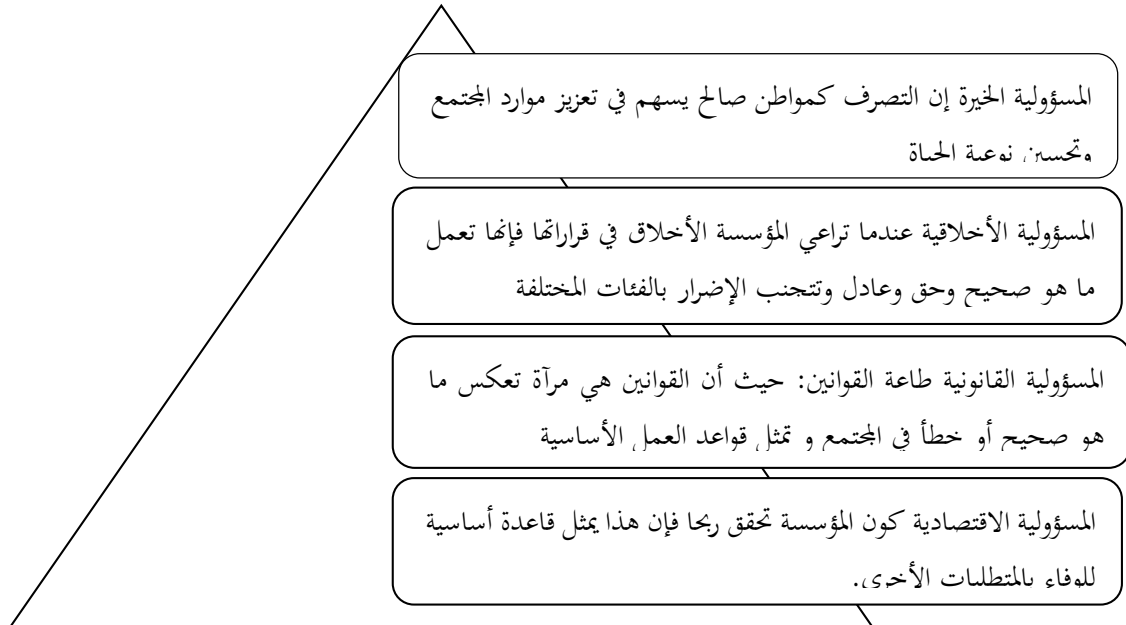 المسؤولية الخيرة إن التصرف كمواطن صالح يسهم في تعزيز موارد المجتمع
وتحسين نوعية الحياة
المسؤولية الأخلاقية عندما تراعي المؤسسة الأخلاق في قراراتها فإنها تعمل
ما هو صحيح وحق وعادل وتتجنب الإضرار بالفئات المختلفة
المسؤولية القانونية طاعة القوانين: حيث أن القوانين هي مرآة تعكس ما
هو صحيح أو خطأ في المجتمع و تمثل قواعد العمل الأساسية
المسؤولية الاقتصادية كون المؤسسة تحقق ربحا فإن هذا يمثل قاعدة أساسية
للوفاء بالمتطلبات الأخرى.